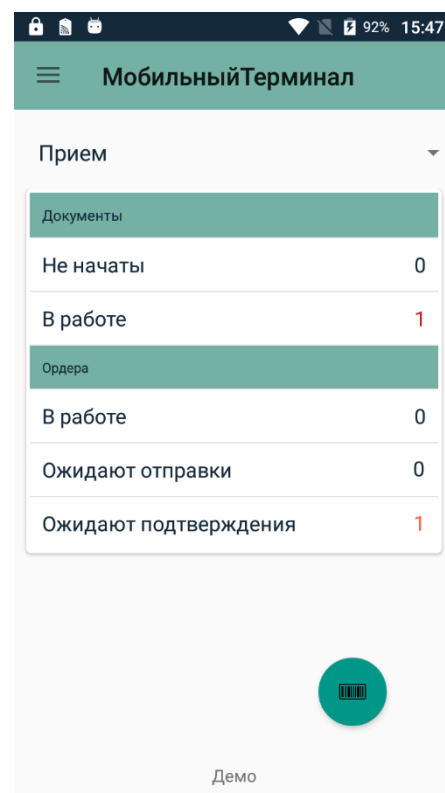 92% 15:47
МобильныйТерминал
Прием
Документы
Не начаты 0
В работе 1
Ордера
В работе 0
Ожидают отправки 0
Ожидают подтверждения 1
Демо